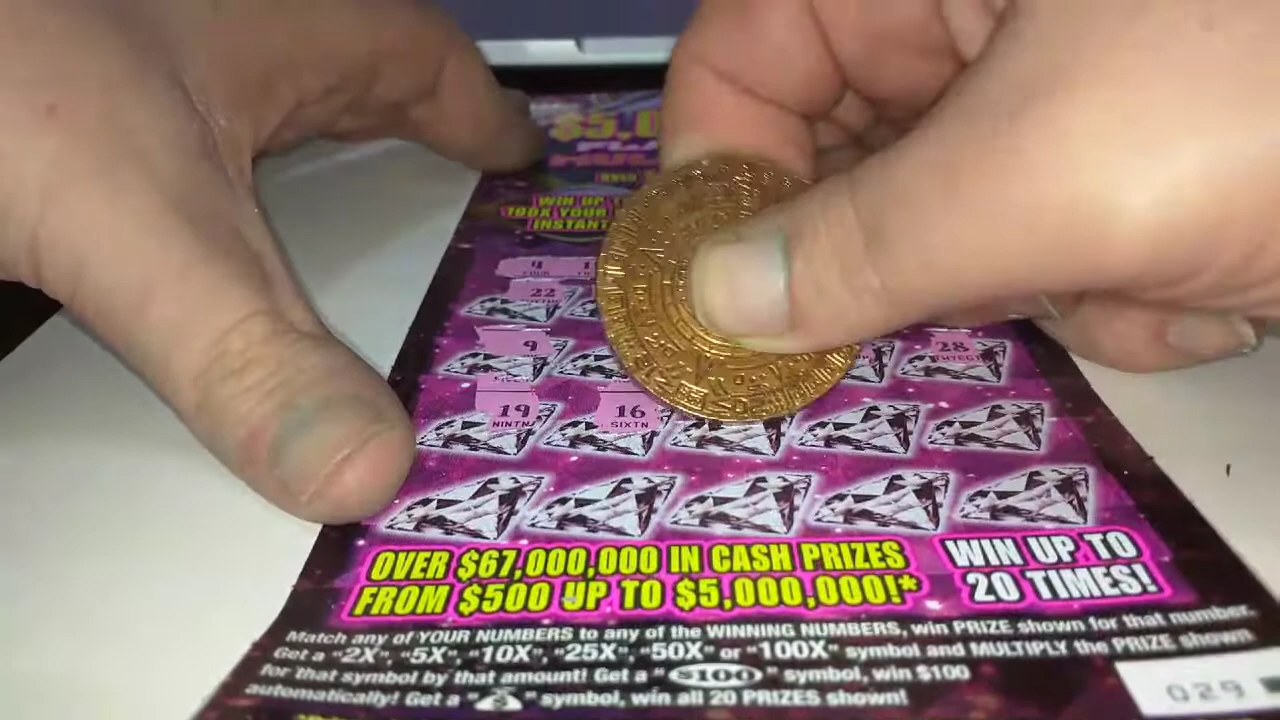 $5,0
WIN UP
100X YOUR
INSTANT
4
FOUR
22
9
28
19
NINTN
16
SIXTN
OVER $67,000,000 IN CASH PRIZES
FROM $500 UP TO $5,000,000!*
WIN UP TO
20 TIMES!
Match any of YOUR NUMBERS to any of the WINNING NUMBERS, win PRIZE shown for that number.
Get a "2X", "5X", "10X", "25X", "50X" or "100X" symbol and MULTIPLY the PRIZE shown
for that symbol by that amount! Get a "$100" symbol, win $100
automatically! Get a "$" symbol, win all 20 PRIZES shown!
029